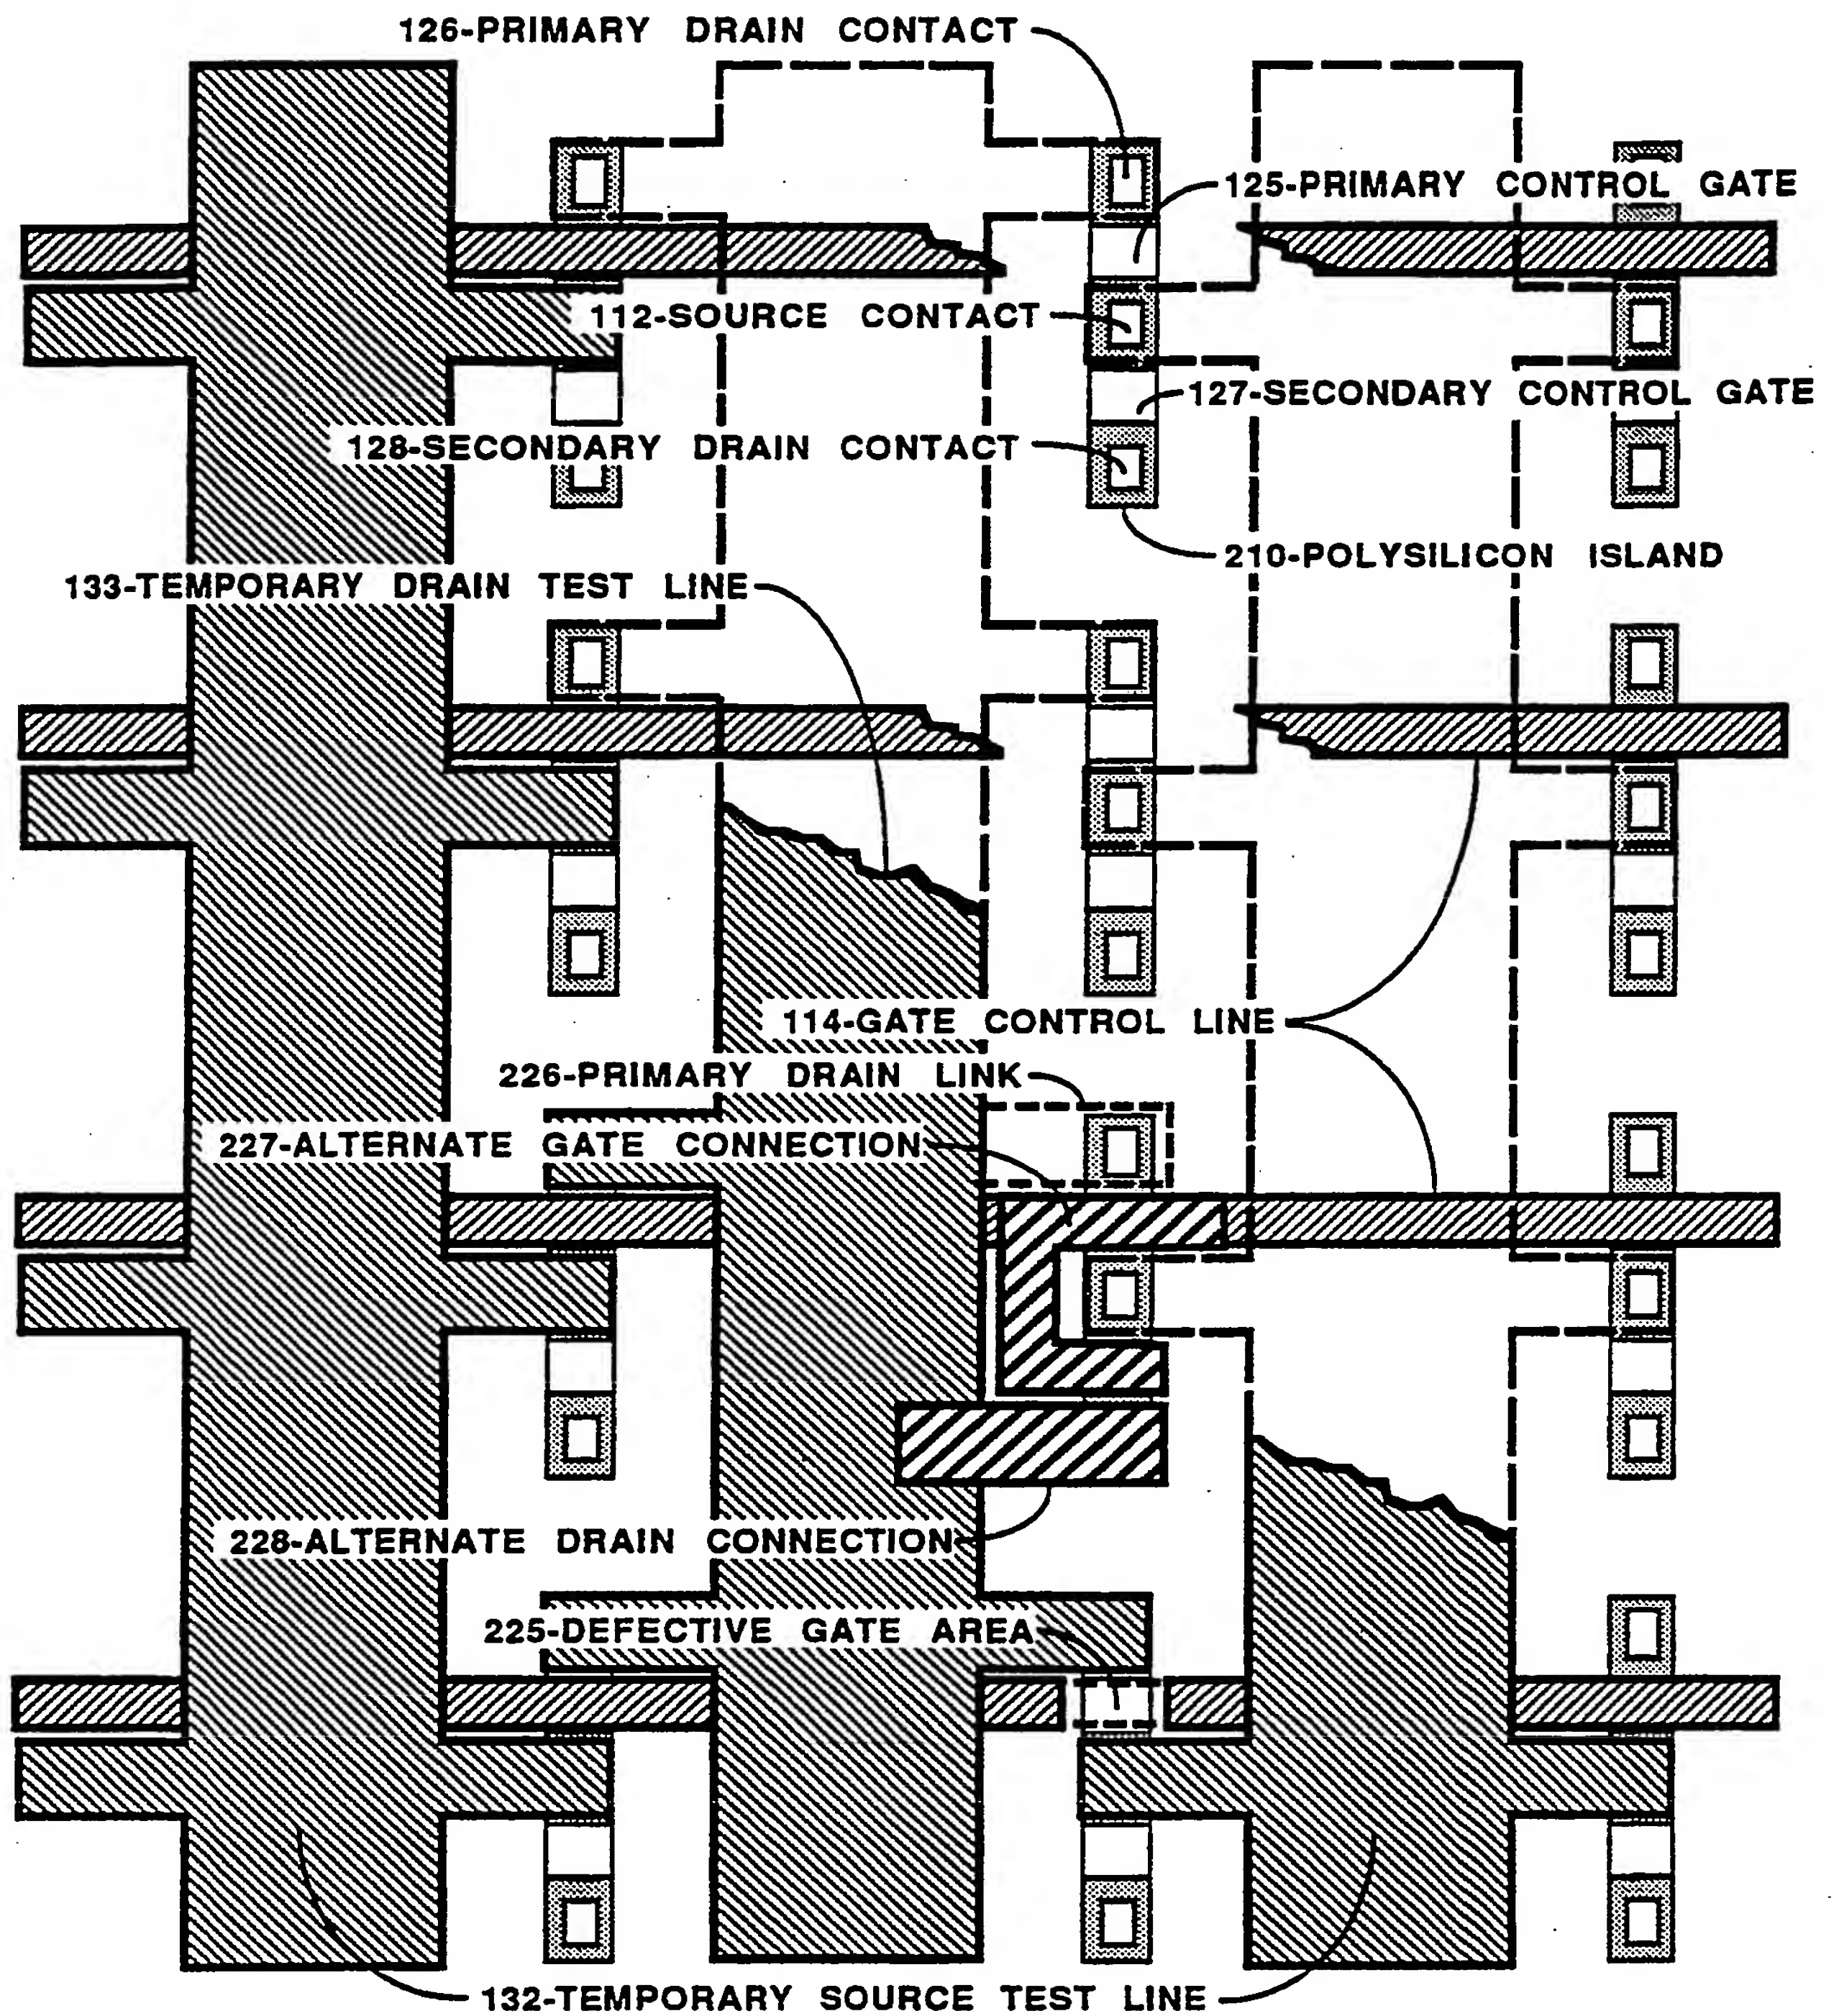 126-PRIMARY DRAIN CONTACT
125-PRIMARY CONTROL GATE
112-SOURCE CONTACT
127-SECONDARY CONTROL GATE
128-SECONDARY DRAIN CONTACT
210-POLYSILICON ISLAND
133-TEMPORARY DRAIN TEST LINE
114-GATE CONTROL LINE
226-PRIMARY DRAIN LINK
227-ALTERNATE GATE CONNECTION
228-ALTERNATE DRAIN CONNECTION
225-DEFECTIVE GATE AREA
132-TEMPORARY SOURCE TEST LINE